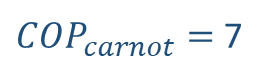 COP_carnot = 7